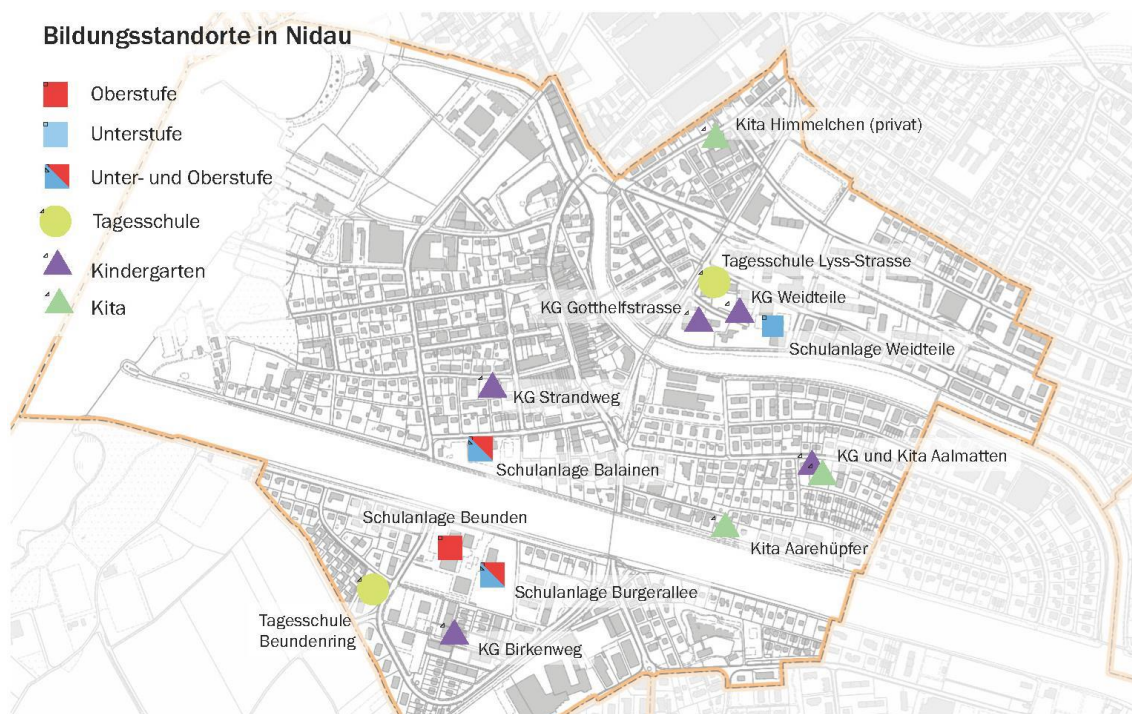 Bildungsstandorte in Nidau
Oberstufe
Unterstufe
Unter- und Oberstufe
Tagesschule
Kindergarten
Kita
Kita Himmelchen (privat)
Tagesschule Lyss-Strasse
KG Weidteile
KG Gotthelfstrasse
Schulanlage Weidteile
KG Strandweg
KG und Kita Aalmatten
Schulanlage Balainen
Schulanlage Beunden
Kita Aarehüpfer
Schulanlage Burgerallee
Tagesschule
Beundenring
KG Birkenweg